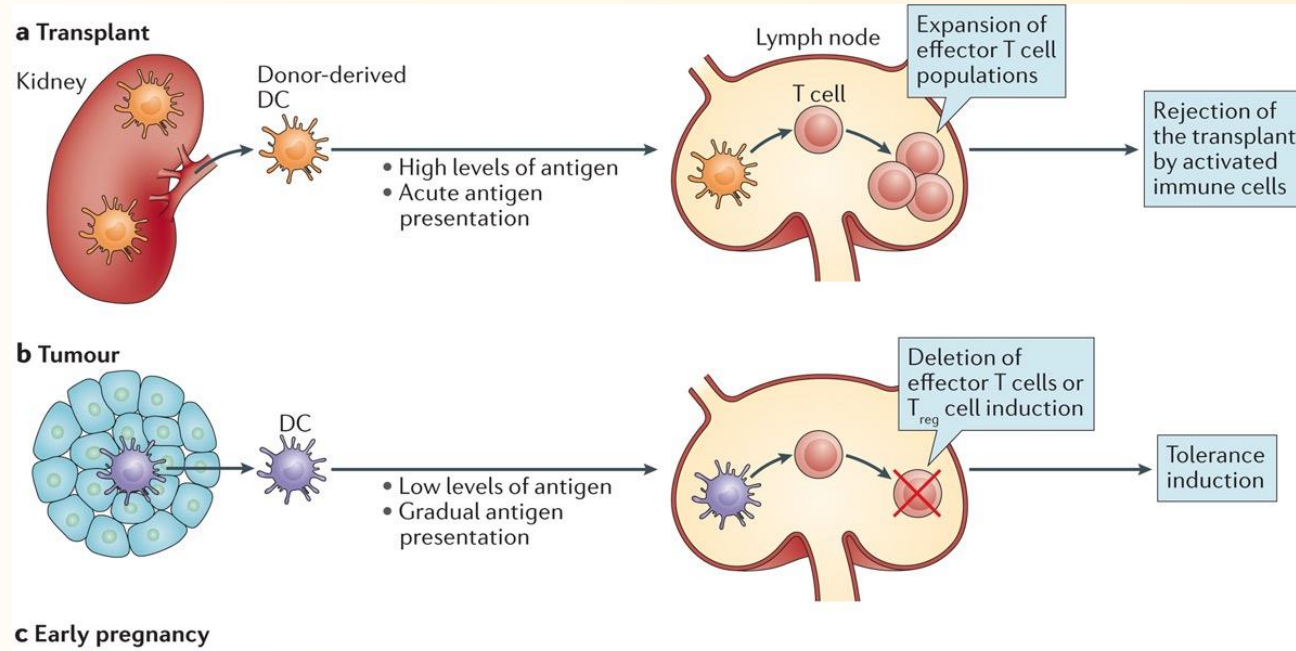 a Transplant
Kidney
Donor-derived
DC
• High levels of antigen
• Acute antigen
presentation
Lymph node
T cell
Expansion of
effector T cell
populations
Rejection of
the transplant
by activated
immune cells
b Tumour
DC
• Low levels of antigen
• Gradual antigen
presentation
Deletion of
effector T cells or
Treg cell induction
Tolerance
induction
c Early pregnancy